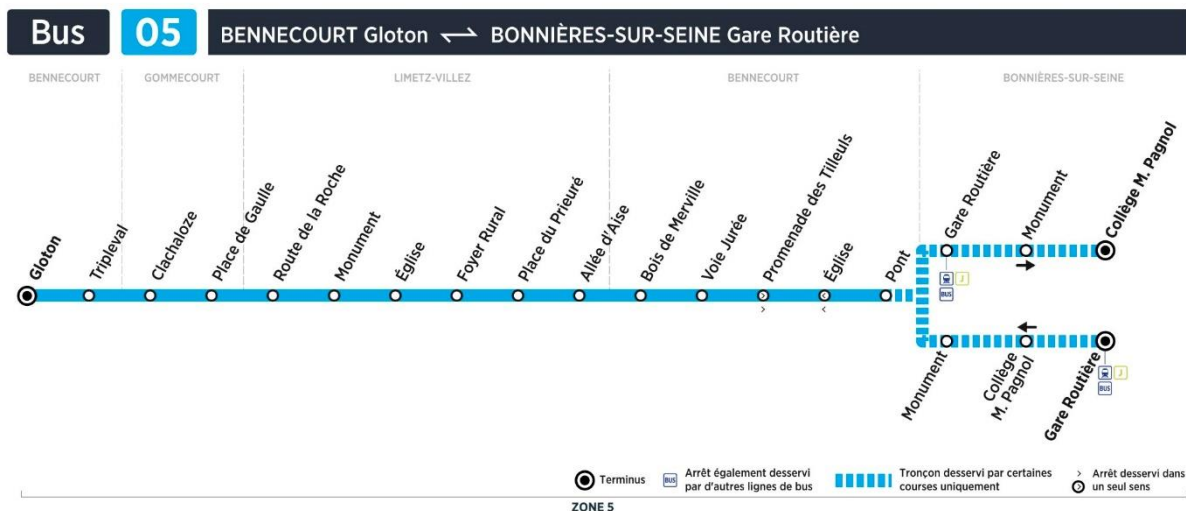 Bus 05 BENNECOURT Gloton BONNIÈRES-SUR-SEINE Gare Routière
BENNECOURT GOMMECOURT LIMETZ-VILLEZ BENNECOURT BONNIÈRES-SUR-SEINE
Gloton
Tripleval
Clachaloze
Place de Gaulle
Route de la Roche
Monument
Église
Foyer Rural
Place du Prieuré
Allée d'Aise
Bois de Merville
Voie Jurée
Promenade des Tilleuls
Église
Pont
Gare Routière
Monument
Collège M. Pagnol
J
BUS
Monument
Collège
M. Pagnol
Gare Routière
J
BUS
Terminus
BUS
Arrêt également desservi
par d'autres lignes de bus
Tronçon desservi par certaines
courses uniquement
Arrêt desservi dans
un seul sens
ZONE 5